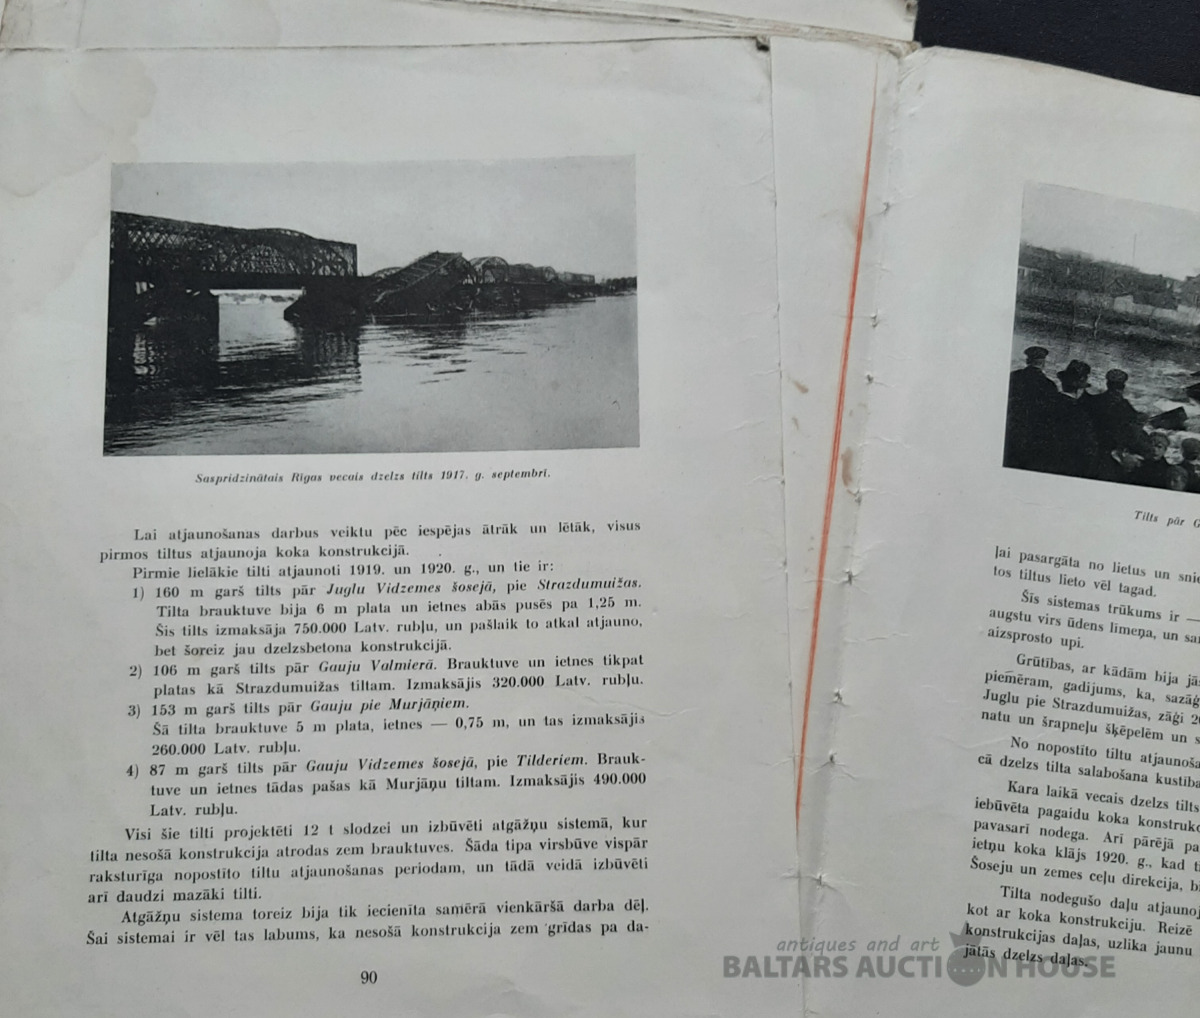 Saspridzinātais Rīgas vecais dzelzs tilts 1917. g. septembrī.
Lai atjaunošanas darbus veiktu pēc iespējas ātrāk un lētāk, visus
pirmos tiltus atjaunoja koka konstrukcijā.
Pirmie lielākie tilti atjaunoti 1919. un 1920. g., un tie ir:
1) 160 m garš tilts pār Juglu Vidzemes šosejā, pie Strazdumuižas.
Tilta brauktuve bija 6 m plata un ietnes abās pusēs pa 1,25 m.
Šis tilts izmaksāja 750.000 Latv. rubļu, un pašlaik to atkal atjauno,
bet šoreiz jau dzelzsbetona konstrukcijā.
2) 106 m garš tilts pār Gauju Valmierā. Brauktuve un ietnes tikpat
platas kā Strazdumuižas tiltam. Izmaksājis 320.000 Latv. rubļu.
3) 153 m garš tilts pār Gauju pie Murjāņiem.
Šā tilta brauktuve 5 m plata, ietnes — 0,75 m, un tas izmaksājis
260.000 Latv. rubļu.
4) 87 m garš tilts pār Gauju Vidzemes šosejā, pie Tilderiem. Brauk-
tuve un ietnes tādas pašas kā Murjāņu tiltam. Izmaksājis 490.000
Latv. rubļu.
Visi šie tilti projektēti 12 t slodzei un izbūvēti atgāžņu sistemā, kur
tilta nesošā konstrukcija atrodas zem brauktuves. Šāda tipa virsbūve vispār
raksturīga nopostīto tiltu atjaunošanas periodam, un tādā veidā izbūvēti
arī daudzi mazāki tilti.
Atgāžņu sistema toreiz bija tik iecienīta samērā vienkāršā darba dēļ.
Šai sistemai ir vēl tas labums, ka nesošā konstrukcija zem grīdas pa da-
90
Tilts pār G
ļai pasargāta no lietus un snie
tos tiltus lieto vēl tagad.
Šīs sistemas trūkums ir —
augstu virs ūdens līmeņa, un sa
aizsprosto upi.
Grūtības, ar kādām bija jā
piemēram, gadijums, ka, sazāģ
Juglu pie Strazdumuižas, zāģi 2
natu un šrapneļu šķēpelēm un s
No nopostīto tiltu atjaunoša
cā dzelzs tilta salabošana kustība
Kara laikā vecais dzelzs tilts
iebūvēta pagaidu koka konstrukc
pavasarī nodega. Arī pārējā pa
ietņu koka klājs 1920. g., kad ti
Šoseju un zemes ceļu direkcija, bi
Tilta nodegušo daļu atjaunoj
kot ar koka konstrukciju. Reizē
konstrukcijas daļas, uzlika jaunu
jātās dzelzs daļas.
antiques and art
BALTARS AUCTION HOUSE